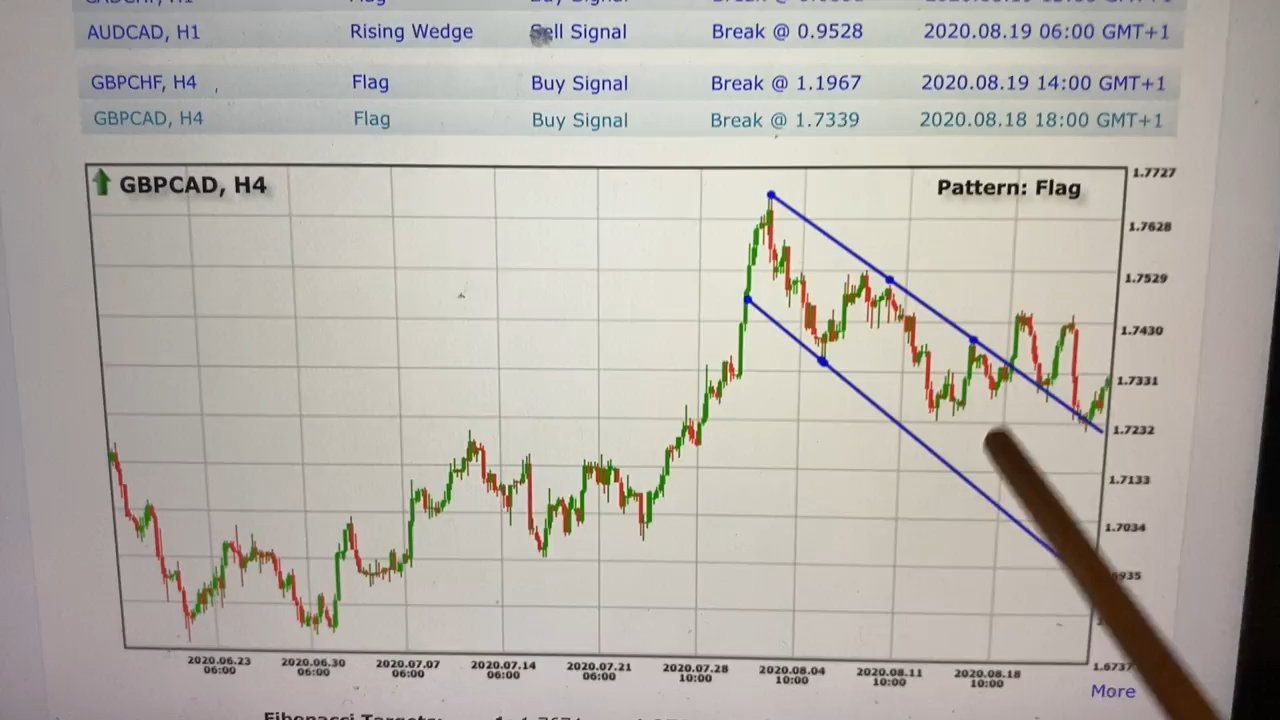 AUDCAD, H1 Rising Wedge Sell Signal Break @ 0.9528 2020.08.19 06:00 GMT+1
GBPCHF, H4 Flag Buy Signal Break @ 1.1967 2020.08.19 14:00 GMT+1
GBPCAD, H4 Flag Buy Signal Break @ 1.7339 2020.08.18 18:00 GMT+1
GBPCAD, H4 Pattern: Flag
1.7727
1.7628
1.7529
1.7430
1.7331
1.7232
1.7133
1.7034
6935
1.6737
2020.06.23 2020.06.30 2020.07.07 2020.07.14 2020.07.21 2020.07.28 2020.08.04 2020.08.11 2020.08.18
06:00 06:00 06:00 06:00 06:00 10:00 10:00 10:00 10:00
More